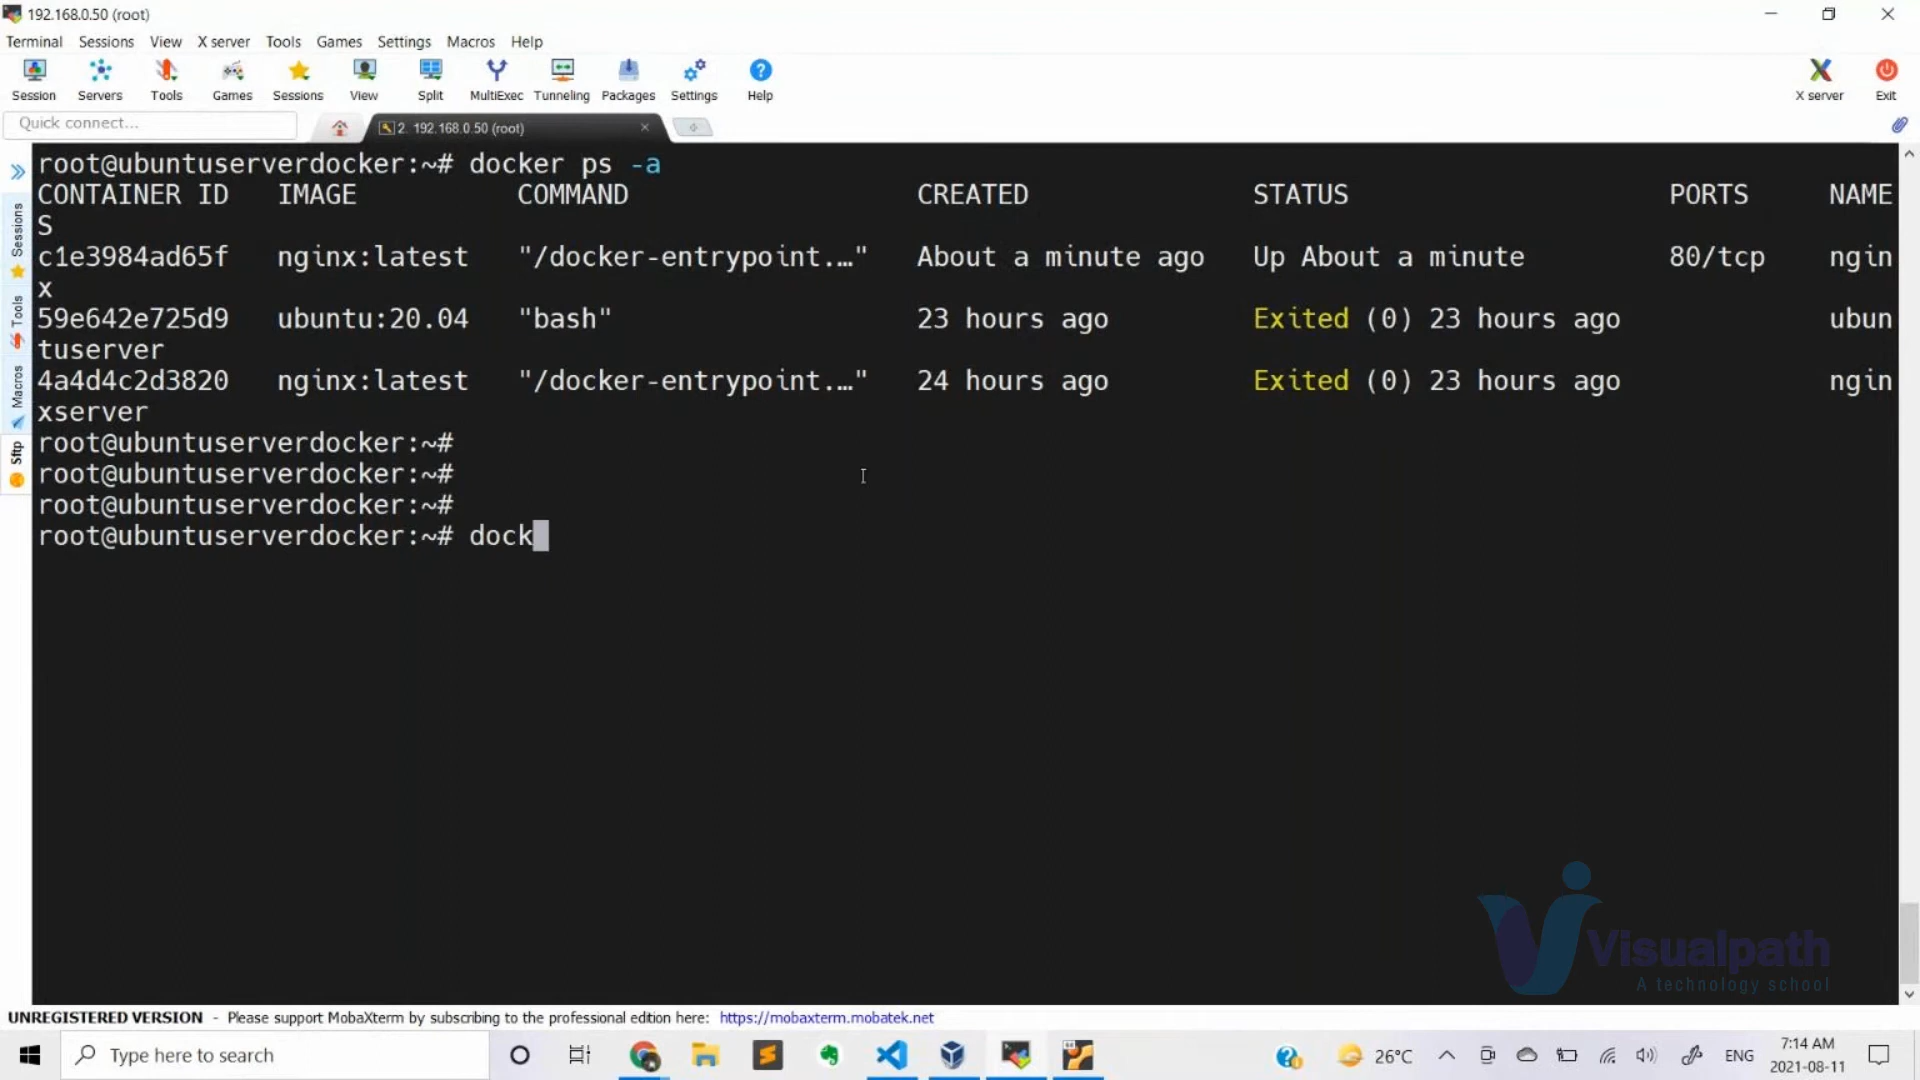 192.168.0.50 (root)
Terminal Sessions View X server Tools Games Settings Macros Help
Session Servers Tools Games Sessions View Split MultiExec Tunneling Packages Settings Help X server Exit
Quick connect...
2. 192.168.0.50 (root)
root@ubuntuserverdocker:~# docker ps -a
CONTAINER ID IMAGE COMMAND CREATED STATUS PORTS NAME
S
c1e3984ad65f nginx:latest "/docker-entrypoint.…" About a minute ago Up About a minute 80/tcp ngin
x
59e642e725d9 ubuntu:20.04 "bash" 23 hours ago Exited (0) 23 hours ago ubun
tuserver
4a4d4c2d3820 nginx:latest "/docker-entrypoint.…" 24 hours ago Exited (0) 23 hours ago ngin
xserver
root@ubuntuserverdocker:~#
root@ubuntuserverdocker:~#
root@ubuntuserverdocker:~#
root@ubuntuserverdocker:~# dock
Sessions
Tools
Macros
Sftp
Visualpath
A technology school
UNREGISTERED VERSION - Please support MobaXterm by subscribing to the professional edition here: https://mobaxterm.mobatek.net
Type here to search
26°C
ENG
7:14 AM
2021-08-11